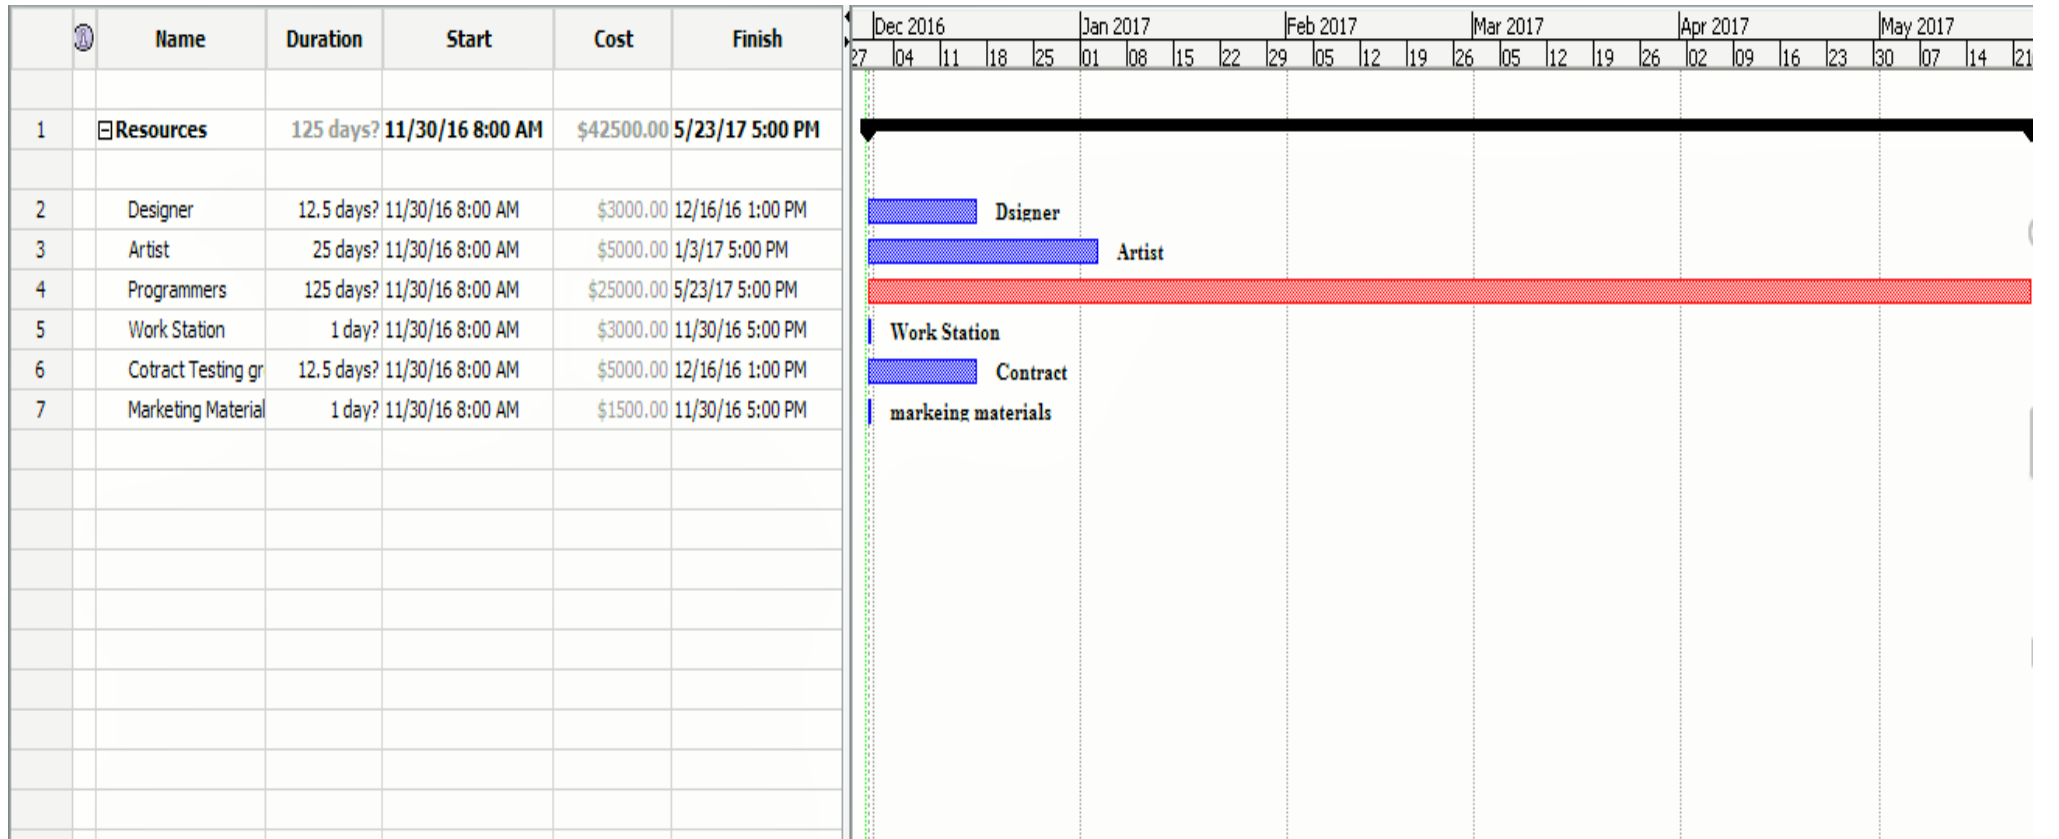 Name Duration Start Cost Finish
Dec 2016 Jan 2017 Feb 2017 Mar 2017 Apr 2017 May 2017
27 04 11 18 25 01 08 15 22 29 05 12 19 26 05 12 19 26 02 09 16 23 30 07 14 21
1 Resources 125 days? 11/30/16 8:00 AM $42500.00 5/23/17 5:00 PM
2 Designer 12.5 days? 11/30/16 8:00 AM $3000.00 12/16/16 1:00 PM Dsigner
3 Artist 25 days? 11/30/16 8:00 AM $5000.00 1/3/17 5:00 PM Artist
4 Programmers 125 days? 11/30/16 8:00 AM $25000.00 5/23/17 5:00 PM
5 Work Station 1 day? 11/30/16 8:00 AM $3000.00 11/30/16 5:00 PM Work Station
6 Cotract Testing gr 12.5 days? 11/30/16 8:00 AM $5000.00 12/16/16 1:00 PM Contract
7 Marketing Material 1 day? 11/30/16 8:00 AM $1500.00 11/30/16 5:00 PM markeing materials